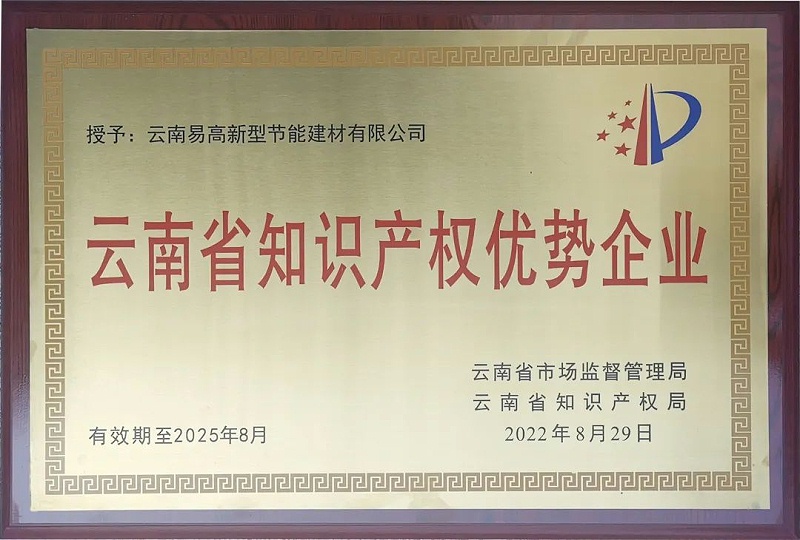 授予：云南易高新型节能建材有限公司
云南省知识产权优势企业
云南省市场监督管理局
云南省知识产权局
有效期至2025年8月
2022年8月29日